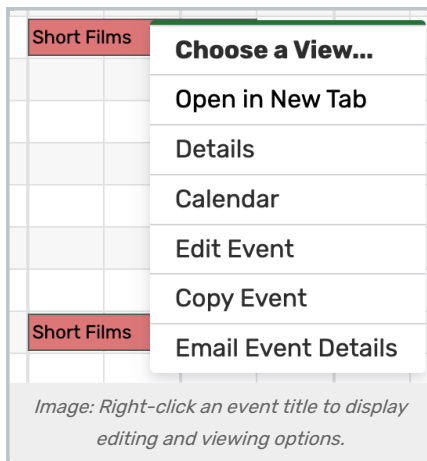 Short Films
Choose a View...
Open in New Tab
Details
Calendar
Edit Event
Copy Event
Short Films
Email Event Details
Image: Right-click an event title to display
editing and viewing options.